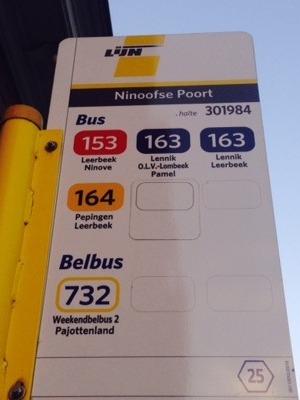 LIJN
Ninoofse Poort
halte 301984
Bus
153 163 163
Leerbeek Lennik Lennik
Ninove O.L.V.-Lombeek Leerbeek
Pamel
164
Pepingen
Leerbeek
Belbus
732
Weekendbelbus 2
Pajottenland
25